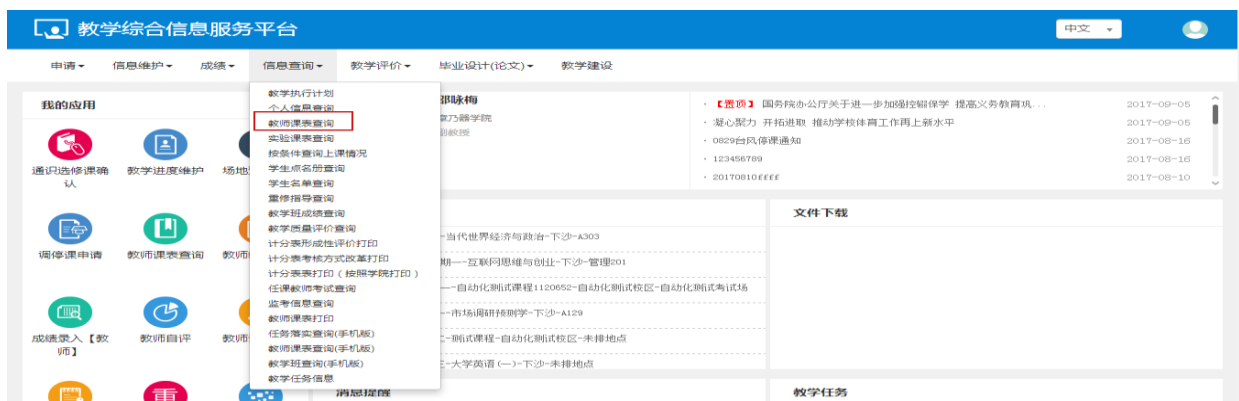 教学综合信息服务平台
中文
申请
信息维护
成绩
信息查询
教学评价
毕业设计(论文)
教学建设
我的应用
通识选修课确认
教学进度维护
场地
调停课申请
教师课表查询
教师
成绩录入【教师】
教师自评
教师
重
教学执行计划
个人信息查询
教师课表查询
实验课表查询
按条件查询上课情况
学生点名册查询
学生名单查询
重修指导查询
教学班成绩查询
教学质量评价查询
计分表形成性评价打印
计分表考核方式改革打印
计分表表打印(按照学院打印)
任课教师考试查询
监考信息查询
教师课表打印
任务落实查询(手机版)
教师课表查询(手机版)
教学班查询(手机版)
教学任务信息
邵咏梅
章乃器学院
副教授
· 【置顶】 国务院办公厅关于进一步加强控辍保学 提高义务教育巩... 2017-09-05
· 凝心聚力 开拓进取 推动学校体育工作再上新水平 2017-09-05
· 0829台风停课通知 2017-08-16
· 123456789 2017-08-16
· 20170810ffff 2017-08-10
-当代世界经济与政治-下沙-A303
期一-互联网思维与创业-下沙-管理201
一-自动化测试课程1120652-自动化测试校区-自动化测试考试场
-市场调研预测学-下沙-A129
二-测试课程-自动化测试校区-未排地点
三-大学英语(一)-下沙-未排地点
文件下载
消息提醒
教学任务